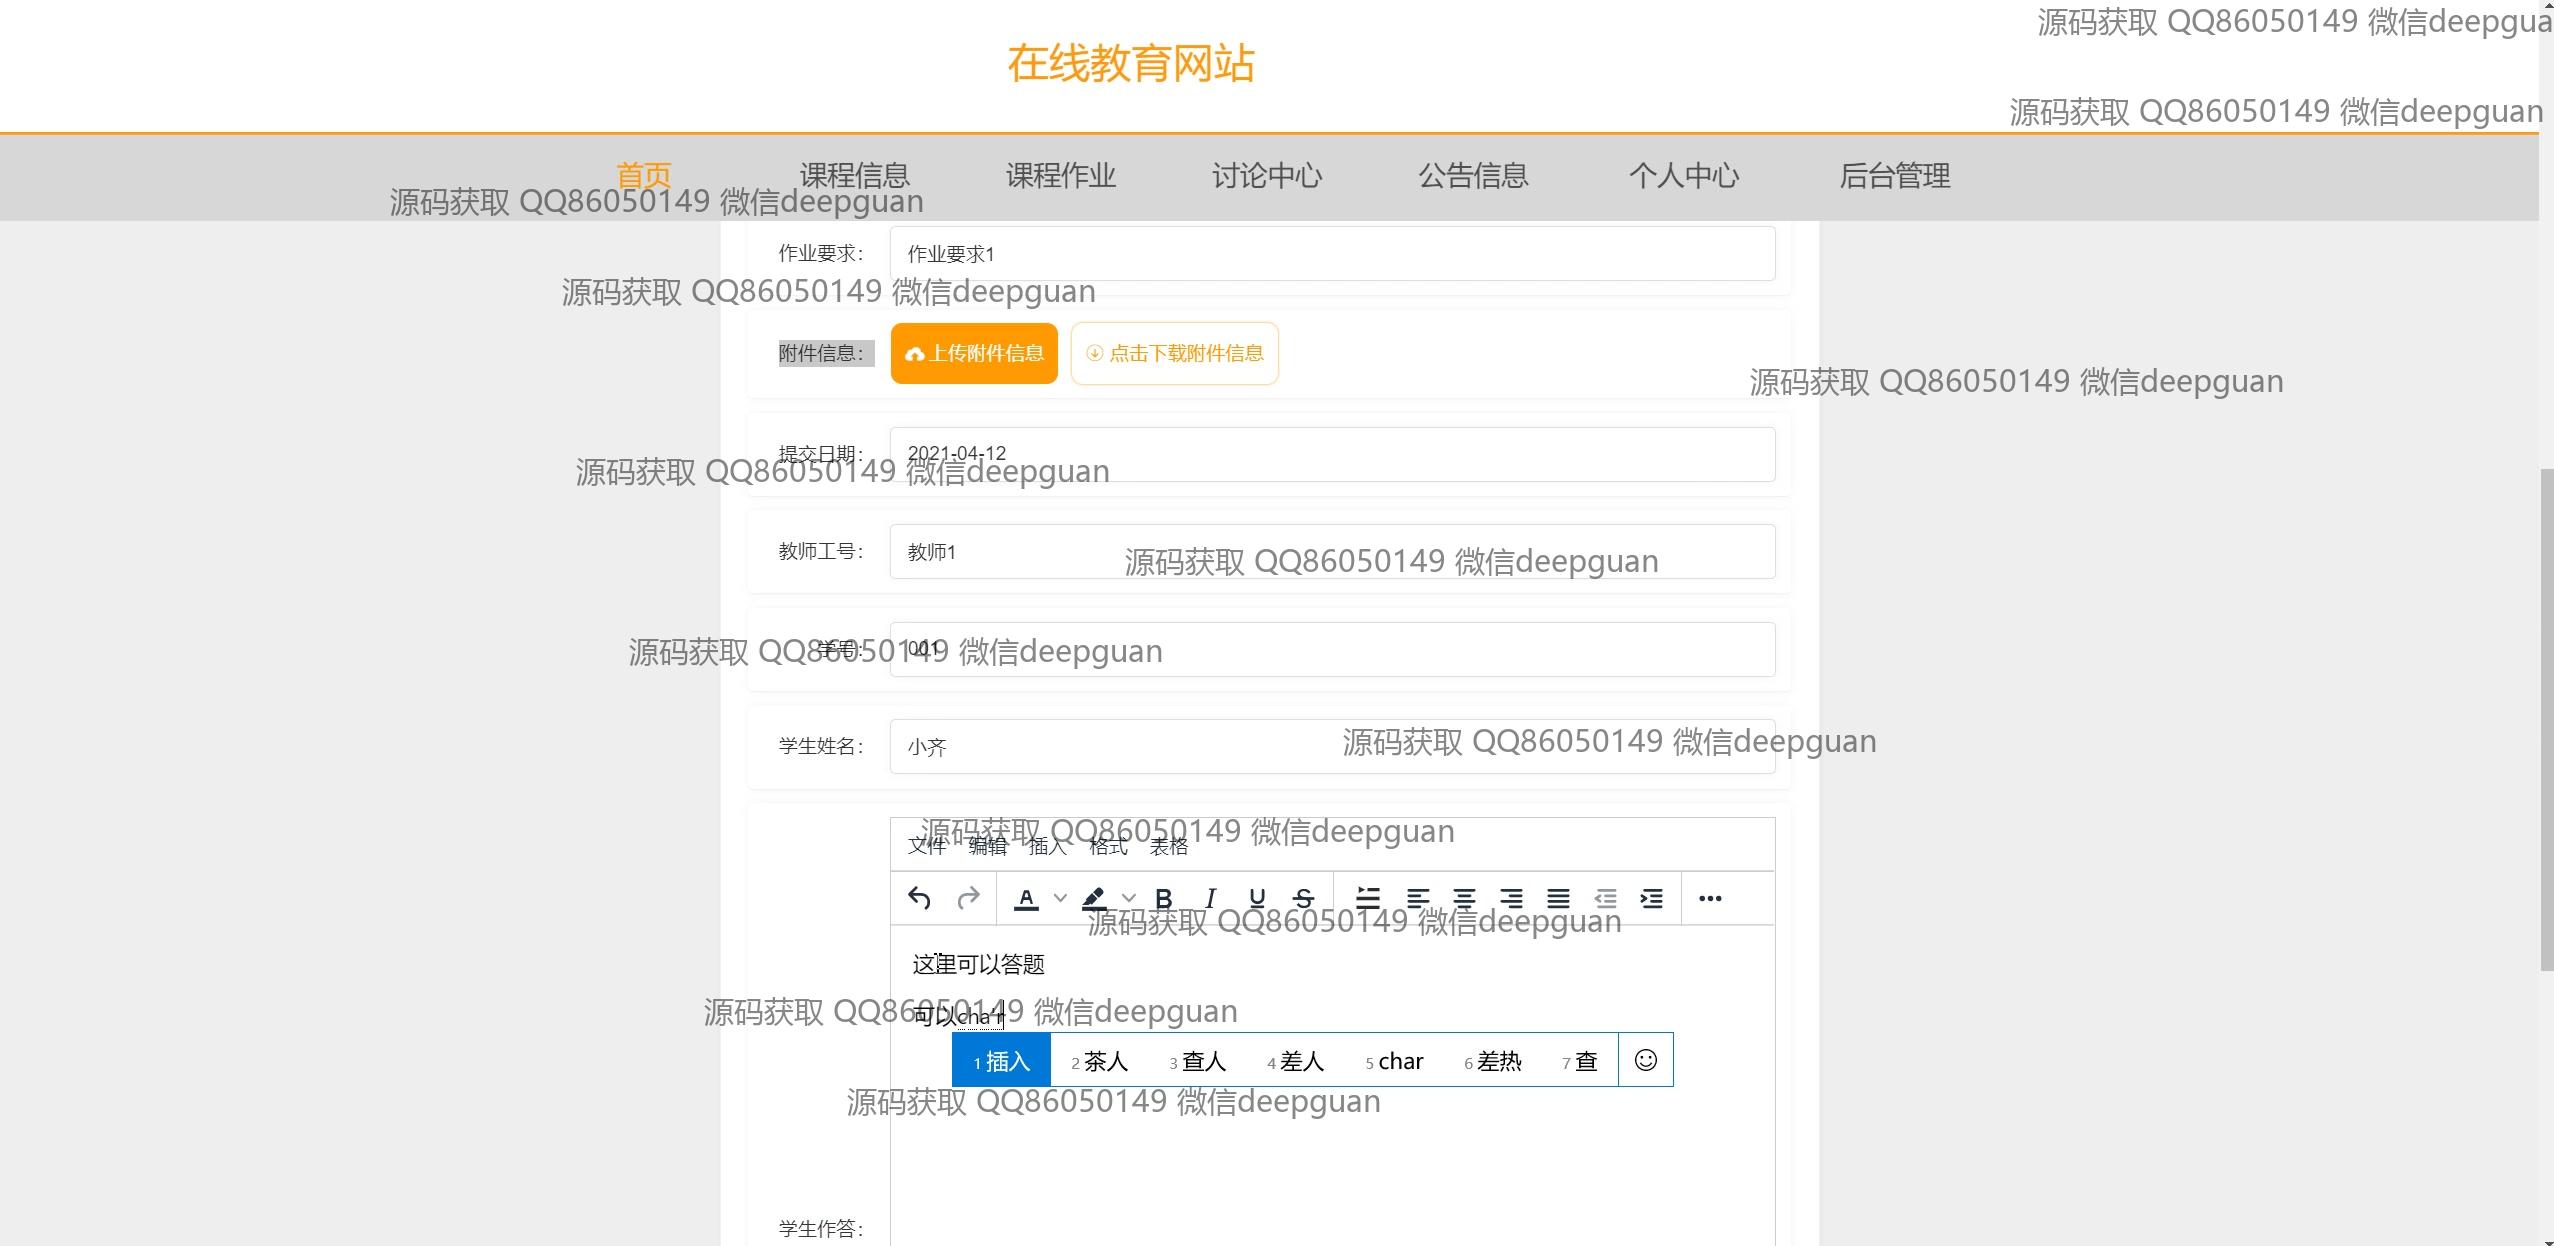 源码获取 QQ86050149 微信deepgua
在线教育网站
源码获取 QQ86050149 微信deepguan
首页 课程信息 课程作业 讨论中心 公告信息 个人中心 后台管理
源码获取 QQ86050149 微信deepguan
作业要求： 作业要求1
源码获取 QQ86050149 微信deepguan
附件信息： 上传附件信息 点击下载附件信息
源码获取 QQ86050149 微信deepguan
提交日期： 2021-04-12
源码获取 QQ86050149 微信deepguan
教师工号： 教师1
源码获取 QQ86050149 微信deepguan
学号： 001
源码获取 QQ86050149 微信deepguan
学生姓名： 小齐
源码获取 QQ86050149 微信deepguan
源码获取 QQ86050149 微信deepguan
文件 编辑 插入 格式 表格
A B I U S
源码获取 QQ86050149 微信deepguan
这里可以答题
可以cha'r
源码获取 QQ86050149 微信deepguan
1 插入 2 茶人 3 查人 4 差人 5 char 6 差热 7 查
源码获取 QQ86050149 微信deepguan
学生作答：